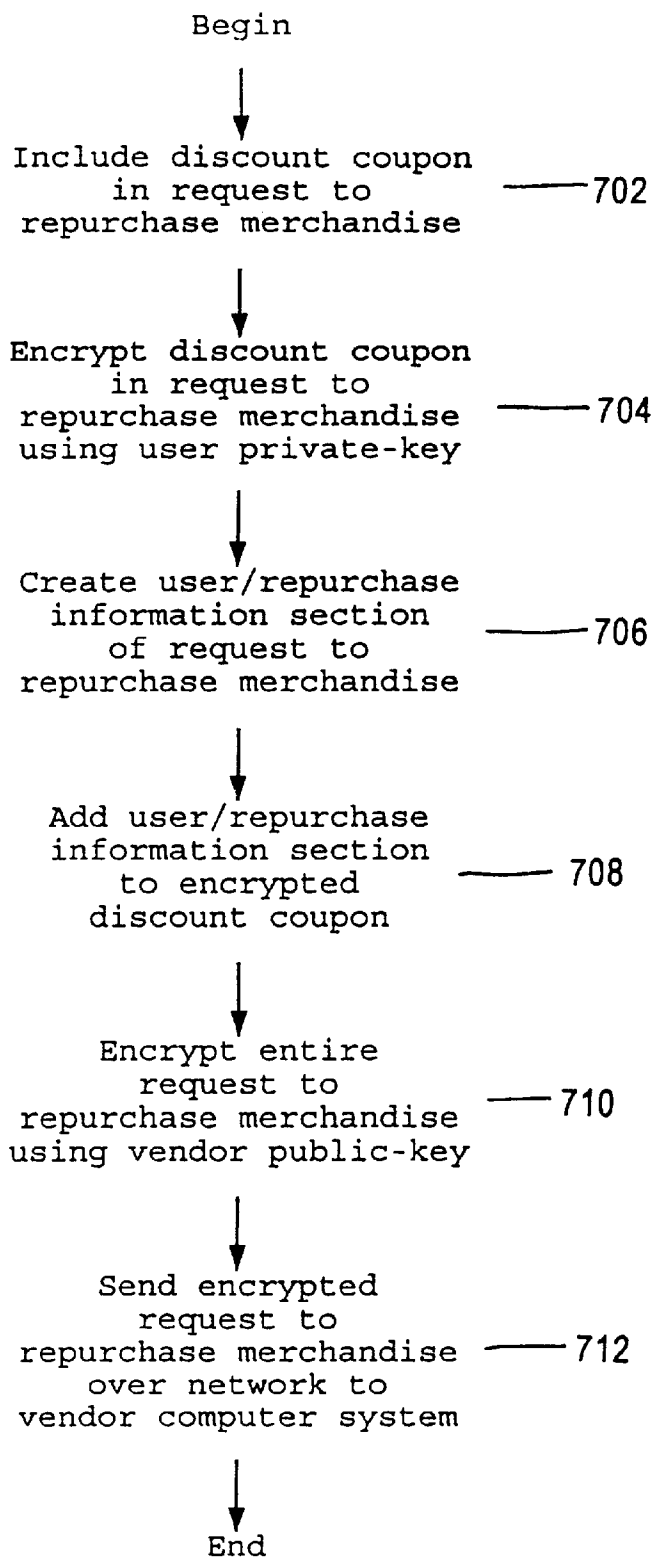 Begin
Include discount coupon
in request to
repurchase merchandise
702
Encrypt discount coupon
in request to
repurchase merchandise
using user private-key
704
Create user/repurchase
information section
of request to
repurchase merchandise
706
Add user/repurchase
information section
to encrypted
discount coupon
708
Encrypt entire
request to
repurchase merchandise
using vendor public-key
710
Send encrypted
request to
repurchase merchandise
over network to
vendor computer system
712
End